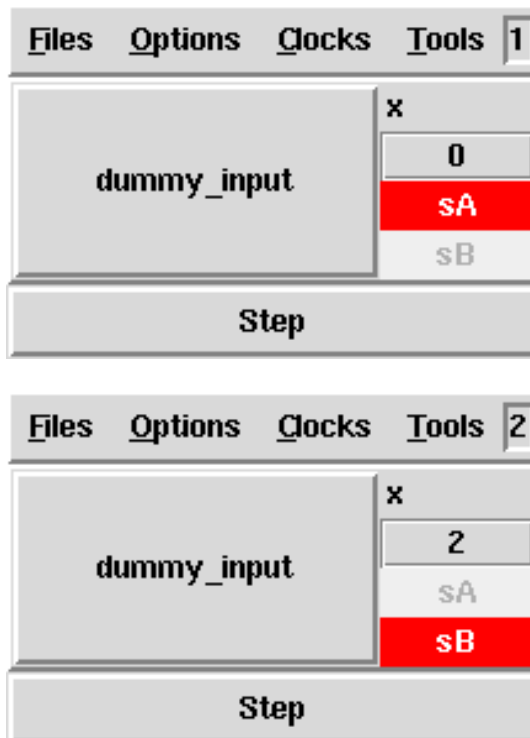 Files Options Clocks Tools 1
x
0
dummy_input
sA
sB
Step
Files Options Clocks Tools 2
x
2
dummy_input
sA
sB
Step